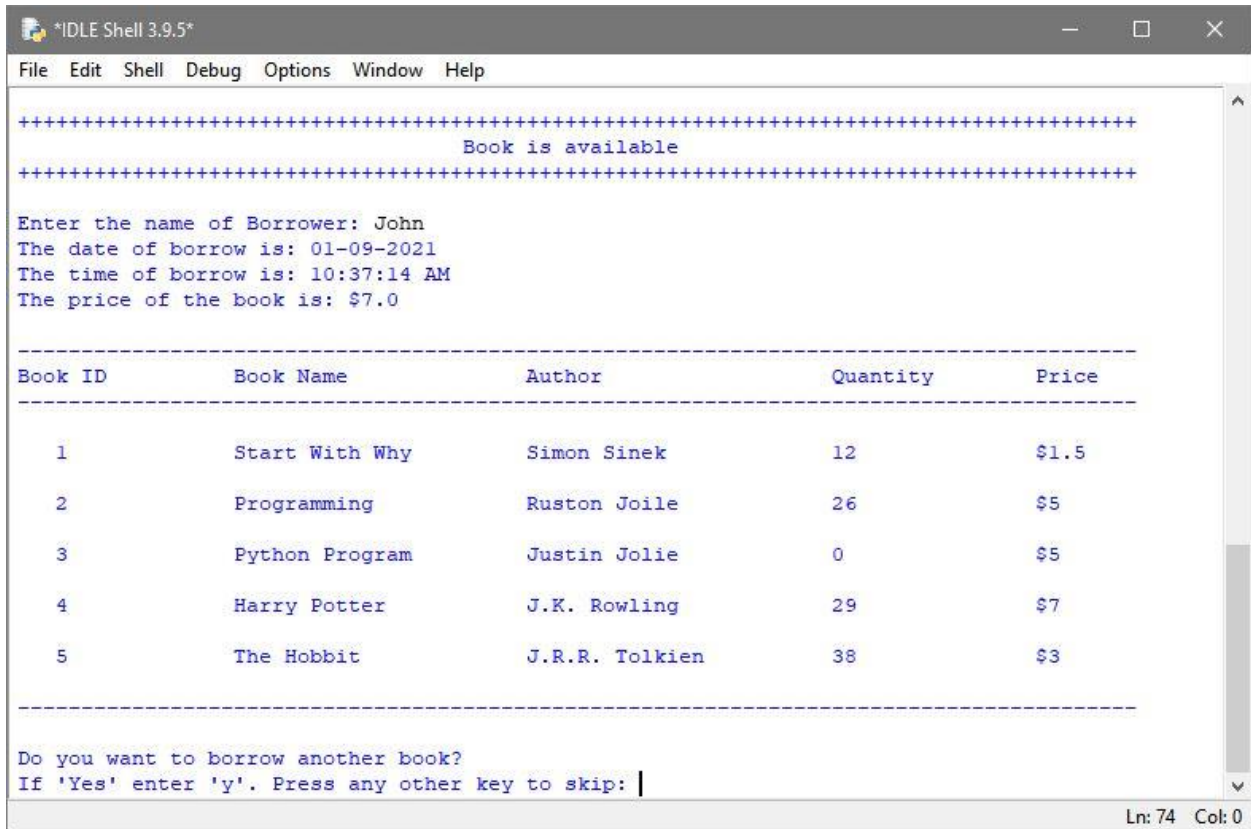 *IDLE Shell 3.9.5*
File Edit Shell Debug Options Window Help
++++++++++++++++++++++++++++++++++++++++++++++++++++++++++++++++++++++++++++++++++++++++
Book is available
++++++++++++++++++++++++++++++++++++++++++++++++++++++++++++++++++++++++++++++++++++++++
Enter the name of Borrower: John
The date of borrow is: 01-09-2021
The time of borrow is: 10:37:14 AM
The price of the book is: $7.0
----------------------------------------------------------------------------------------
Book ID Book Name Author Quantity Price
----------------------------------------------------------------------------------------
1 Start With Why Simon Sinek 12 $1.5
2 Programming Ruston Joile 26 $5
3 Python Program Justin Jolie 0 $5
4 Harry Potter J.K. Rowling 29 $7
5 The Hobbit J.R.R. Tolkien 38 $3
----------------------------------------------------------------------------------------
Do you want to borrow another book?
If 'Yes' enter 'y'. Press any other key to skip:
Ln: 74 Col: 0